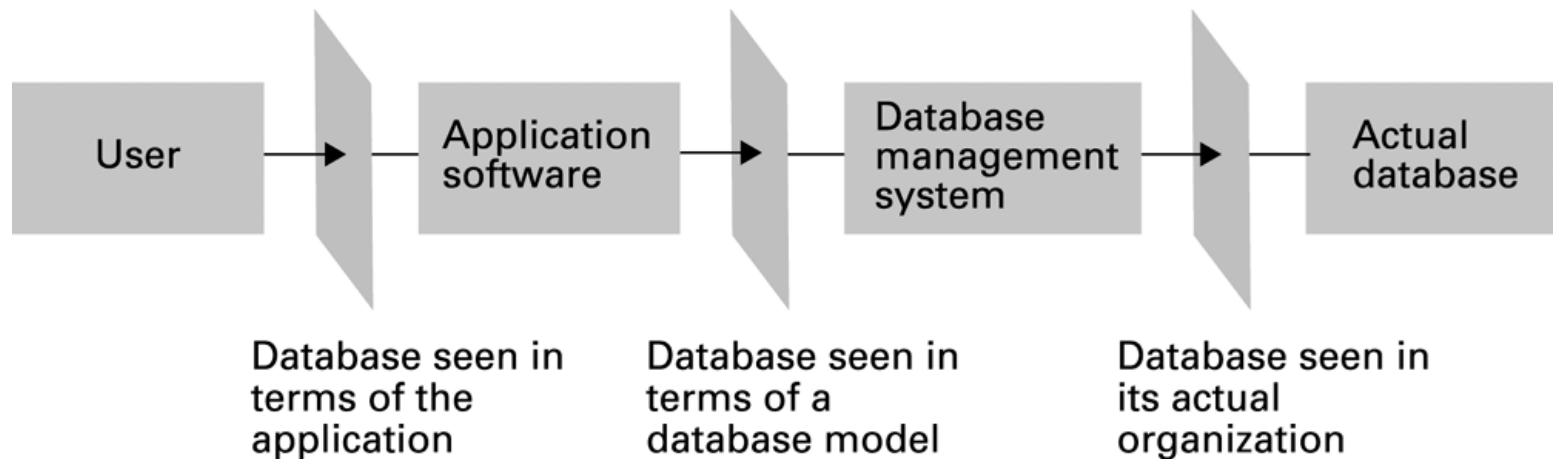 User
Application
software
Database
management
system
Actual
database
Database seen in
terms of the
application
Database seen in
terms of a
database model
Database seen in
its actual
organization